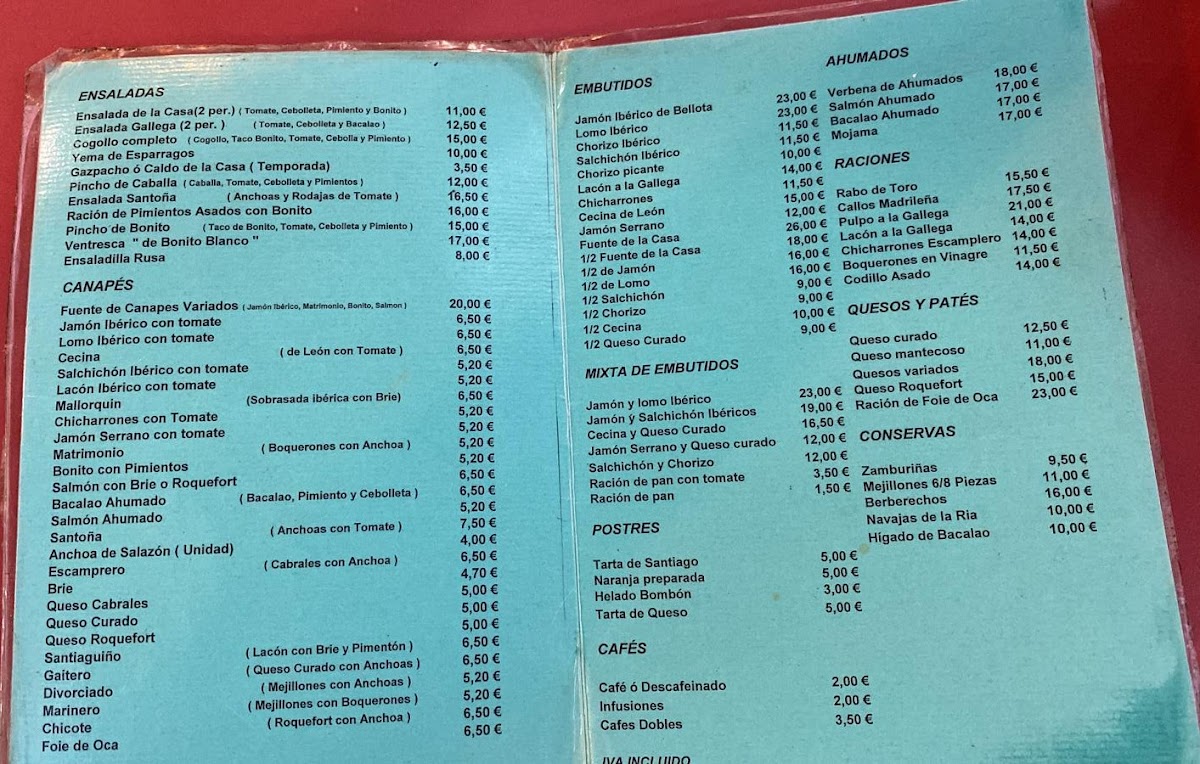 ENSALADAS
Ensalada de la Casa(2 per.) ( Tomate, Cebolleta, Pimiento y Bonito ) 11,00 €
Ensalada Gallega (2 per. ) ( Tomate, Cebolleta y Bacalao ) 12,50 €
Cogollo completo ( Cogollo, Taco Bonito, Tomate, Cebolla y Pimiento ) 15,00 €
Yema de Esparragos 10,00 €
Gazpacho ó Caldo de la Casa ( Temporada) 3,50 €
Pincho de Caballa ( Caballa, Tomate, Cebolleta y Pimientos ) 12,00 €
Ensalada Santoña ( Anchoas y Rodajas de Tomate ) 16,50 €
Ración de Pimientos Asados con Bonito 16,00 €
Pincho de Bonito ( Taco de Bonito, Tomate, Cebolleta y Pimiento ) 15,00 €
Ventresca " de Bonito Blanco " 17,00 €
Ensaladilla Rusa 8,00 €
CANAPÉS
Fuente de Canapes Variados ( Jamón Ibérico, Matrimonio, Bonito, Salmon ) 20,00 €
Jamón Ibérico con tomate 6,50 €
Lomo Ibérico con tomate 6,50 €
Cecina ( de León con Tomate ) 6,50 €
Salchichón Ibérico con tomate 5,20 €
Lacón Ibérico con tomate 5,20 €
Mallorquin (Sobrasada ibérica con Brie) 6,50 €
Chicharrones con Tomate 5,20 €
Jamón Serrano con tomate 5,20 €
Matrimonio ( Boquerones con Anchoa ) 5,20 €
Bonito con Pimientos 5,20 €
Salmón con Brie o Roquefort 6,50 €
Bacalao Ahumado ( Bacalao, Pimiento y Cebolleta ) 6,50 €
Salmón Ahumado 5,20 €
Santoña ( Anchoas con Tomate ) 7,50 €
Anchoa de Salazón ( Unidad) 4,00 €
Escamprero ( Cabrales con Anchoa ) 6,50 €
Brie 4,70 €
Queso Cabrales 5,00 €
Queso Curado 5,00 €
Queso Roquefort 5,00 €
Santiaguiño ( Lacón con Brie y Pimentón ) 6,50 €
Gaitero ( Queso Curado con Anchoas ) 6,50 €
Divorciado ( Mejillones con Anchoas ) 5,20 €
Marinero ( Mejillones con Boquerones ) 5,20 €
Chicote ( Roquefort con Anchoa ) 6,50 €
Foie de Oca 6,50 €
EMBUTIDOS
Jamón Ibérico de Bellota 23,00 €
Lomo Ibérico 23,00 €
Chorizo Ibérico 11,50 €
Salchichón Ibérico 11,50 €
Chorizo picante 10,00 €
Lacón a la Gallega 14,00 €
Chicharrones 11,50 €
Cecina de León 15,00 €
Jamón Serrano 12,00 €
Fuente de la Casa 26,00 €
1/2 Fuente de la Casa 18,00 €
1/2 de Jamón 16,00 €
1/2 de Lomo 16,00 €
1/2 Salchichón 9,00 €
1/2 Chorizo 9,00 €
1/2 Cecina 10,00 €
1/2 Queso Curado 9,00 €
MIXTA DE EMBUTIDOS
Jamón y lomo Ibérico 23,00 €
Jamón y Salchichón Ibéricos 19,00 €
Cecina y Queso Curado 16,50 €
Jamón Serrano y Queso curado 12,00 €
Salchichón y Chorizo 12,00 €
Ración de pan con tomate 3,50 €
Ración de pan 1,50 €
POSTRES
Tarta de Santiago 5,00 €
Naranja preparada 5,00 €
Helado Bombón 3,00 €
Tarta de Queso 5,00 €
CAFÉS
Café ó Descafeinado 2,00 €
Infusiones 2,00 €
Cafes Dobles 3,50 €
IVA INCLUIDO
AHUMADOS
Verbena de Ahumados 18,00 €
Salmón Ahumado 17,00 €
Bacalao Ahumado 17,00 €
Mojama 17,00 €
RACIONES
Rabo de Toro 15,50 €
Callos Madrileña 17,50 €
Pulpo a la Gallega 21,00 €
Lacón a la Gallega 14,00 €
Chicharrones Escamplero 14,00 €
Boquerones en Vinagre 11,50 €
Codillo Asado 14,00 €
QUESOS Y PATÉS
Queso curado 12,50 €
Queso mantecoso 11,00 €
Quesos variados 18,00 €
Queso Roquefort 15,00 €
Ración de Foie de Oca 23,00 €
CONSERVAS
Zamburiñas 9,50 €
Mejillones 6/8 Piezas 11,00 €
Berberechos 16,00 €
Navajas de la Ria 10,00 €
Hígado de Bacalao 10,00 €